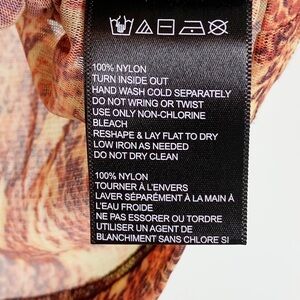 100% NYLON
TURN INSIDE OUT
HAND WASH COLD SEPARATELY
DO NOT WRING OR TWIST
USE ONLY NON-CHLORINE
BLEACH
RESHAPE & LAY FLAT TO DRY
LOW IRON AS NEEDED
DO NOT DRY CLEAN
100% NYLON
TOURNER À L'ENVERS
LAVER SÉPARÉMENT À LA MAIN À
L'EAU FROIDE
NE PAS ESSORER OU TORDRE
UTILISER UN AGENT DE
BLANCHIMENT SANS CHLORE SI